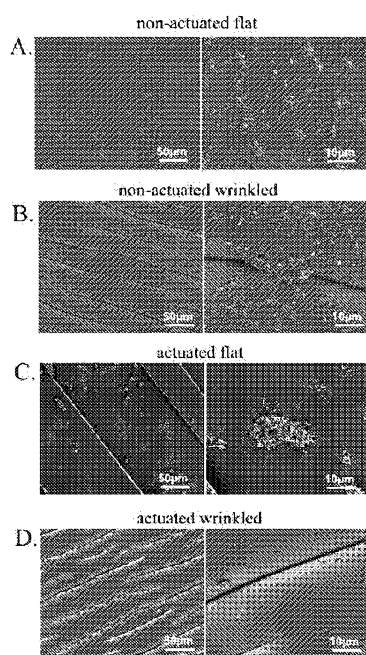 non-actuated flat
A.
50µm
10µm
non-actuated wrinkled
B.
50µm
10µm
actuated flat
C.
50µm
10µm
actuated wrinkled
D.
50µm
10µm